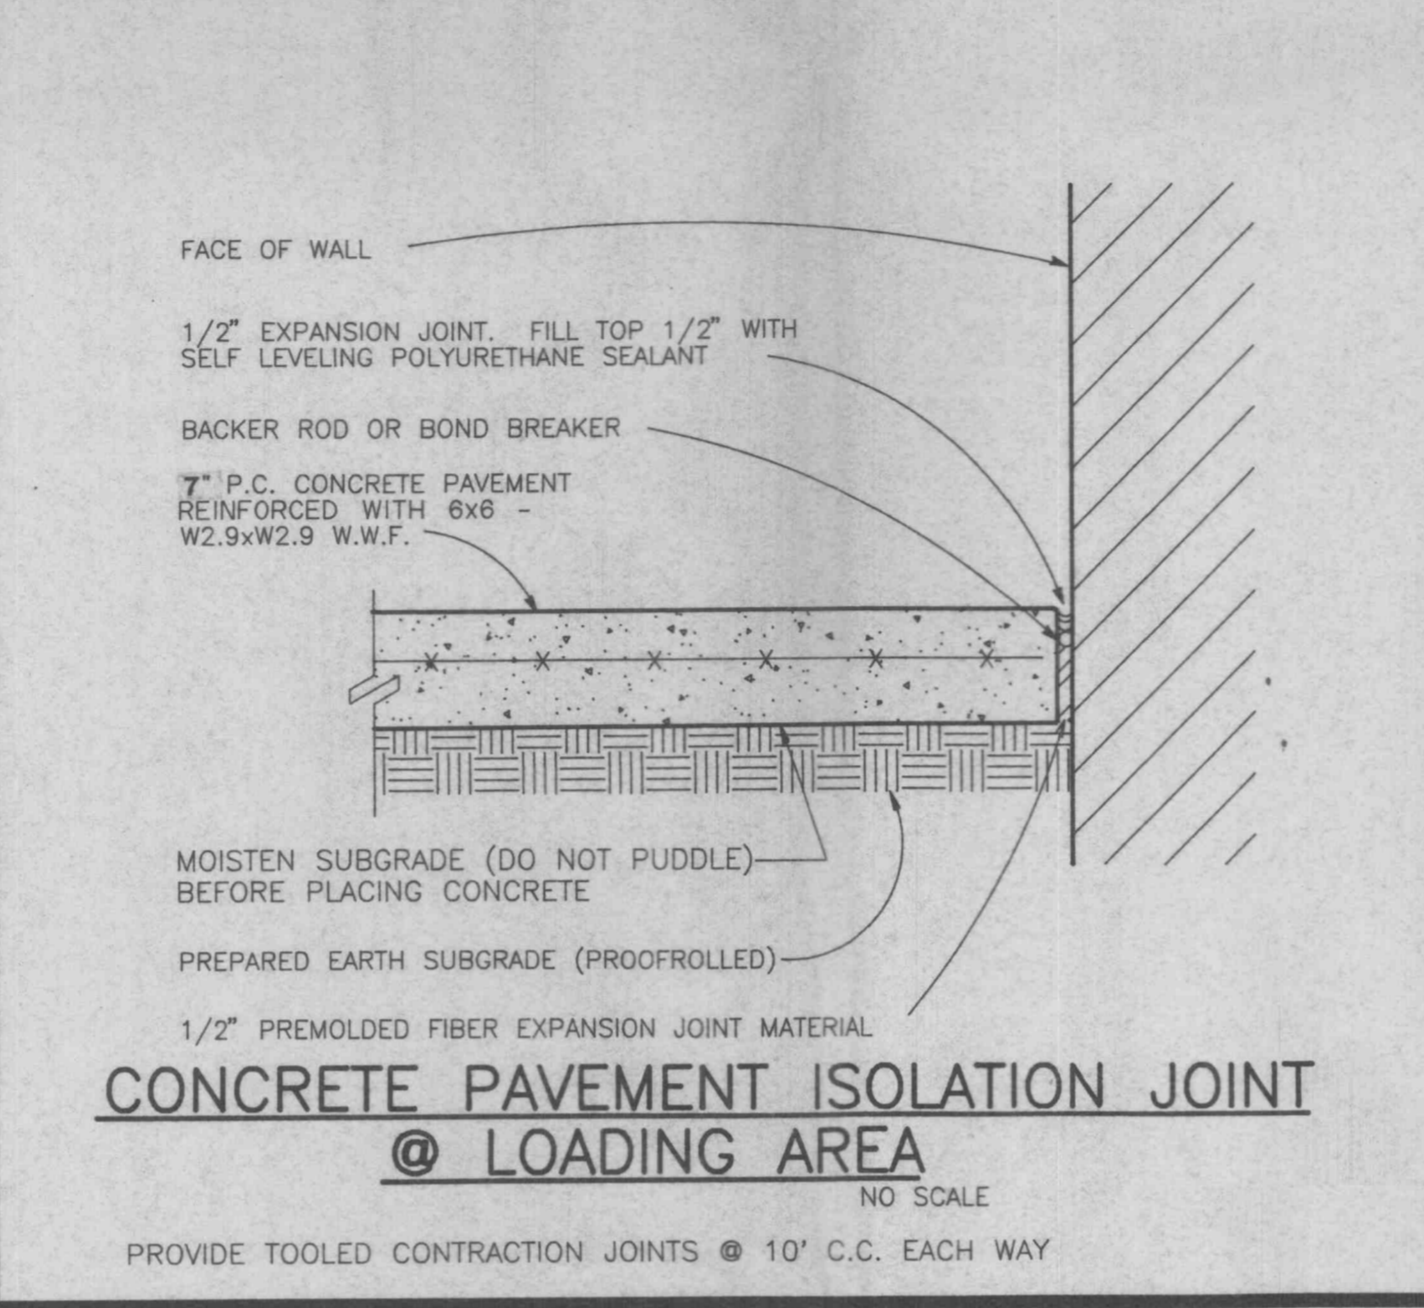 FACE OF WALL
1/2" EXPANSION JOINT. FILL TOP 1/2" WITH
SELF LEVELING POLYURETHANE SEALANT
BACKER ROD OR BOND BREAKER
7" P.C. CONCRETE PAVEMENT
REINFORCED WITH 6x6 -
W2.9xW2.9 W.W.F.
MOISTEN SUBGRADE (DO NOT PUDDLE)
BEFORE PLACING CONCRETE
PREPARED EARTH SUBGRADE (PROOFROLLED)
1/2" PREMOLDED FIBER EXPANSION JOINT MATERIAL
CONCRETE PAVEMENT ISOLATION JOINT
@ LOADING AREA
NO SCALE
PROVIDE TOOLED CONTRACTION JOINTS @ 10' C.C. EACH WAY